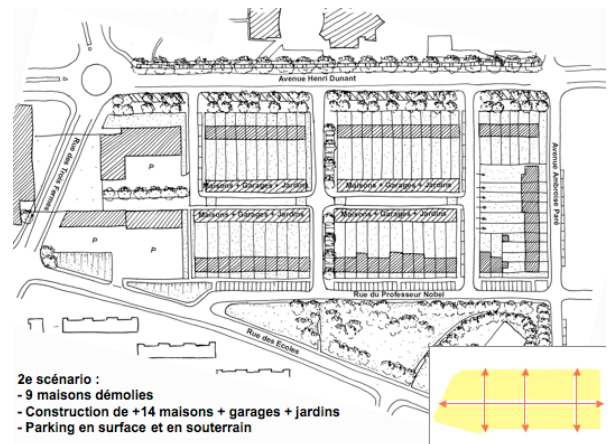 Avenue Henri Dunant
Rue des Trois Fermes
P
Maisons + Garages + Jardins
Maisons + Garages + Jardins
Avenue Ambroise Paré
Maisons + Garages + Jardins
Maisons + Garages + Jardins
P
P
Rue du Professeur Nobel
Rue des Ecoles
2e scénario :
- 9 maisons démolies
- Construction de +14 maisons + garages + jardins
- Parking en surface et en souterrain